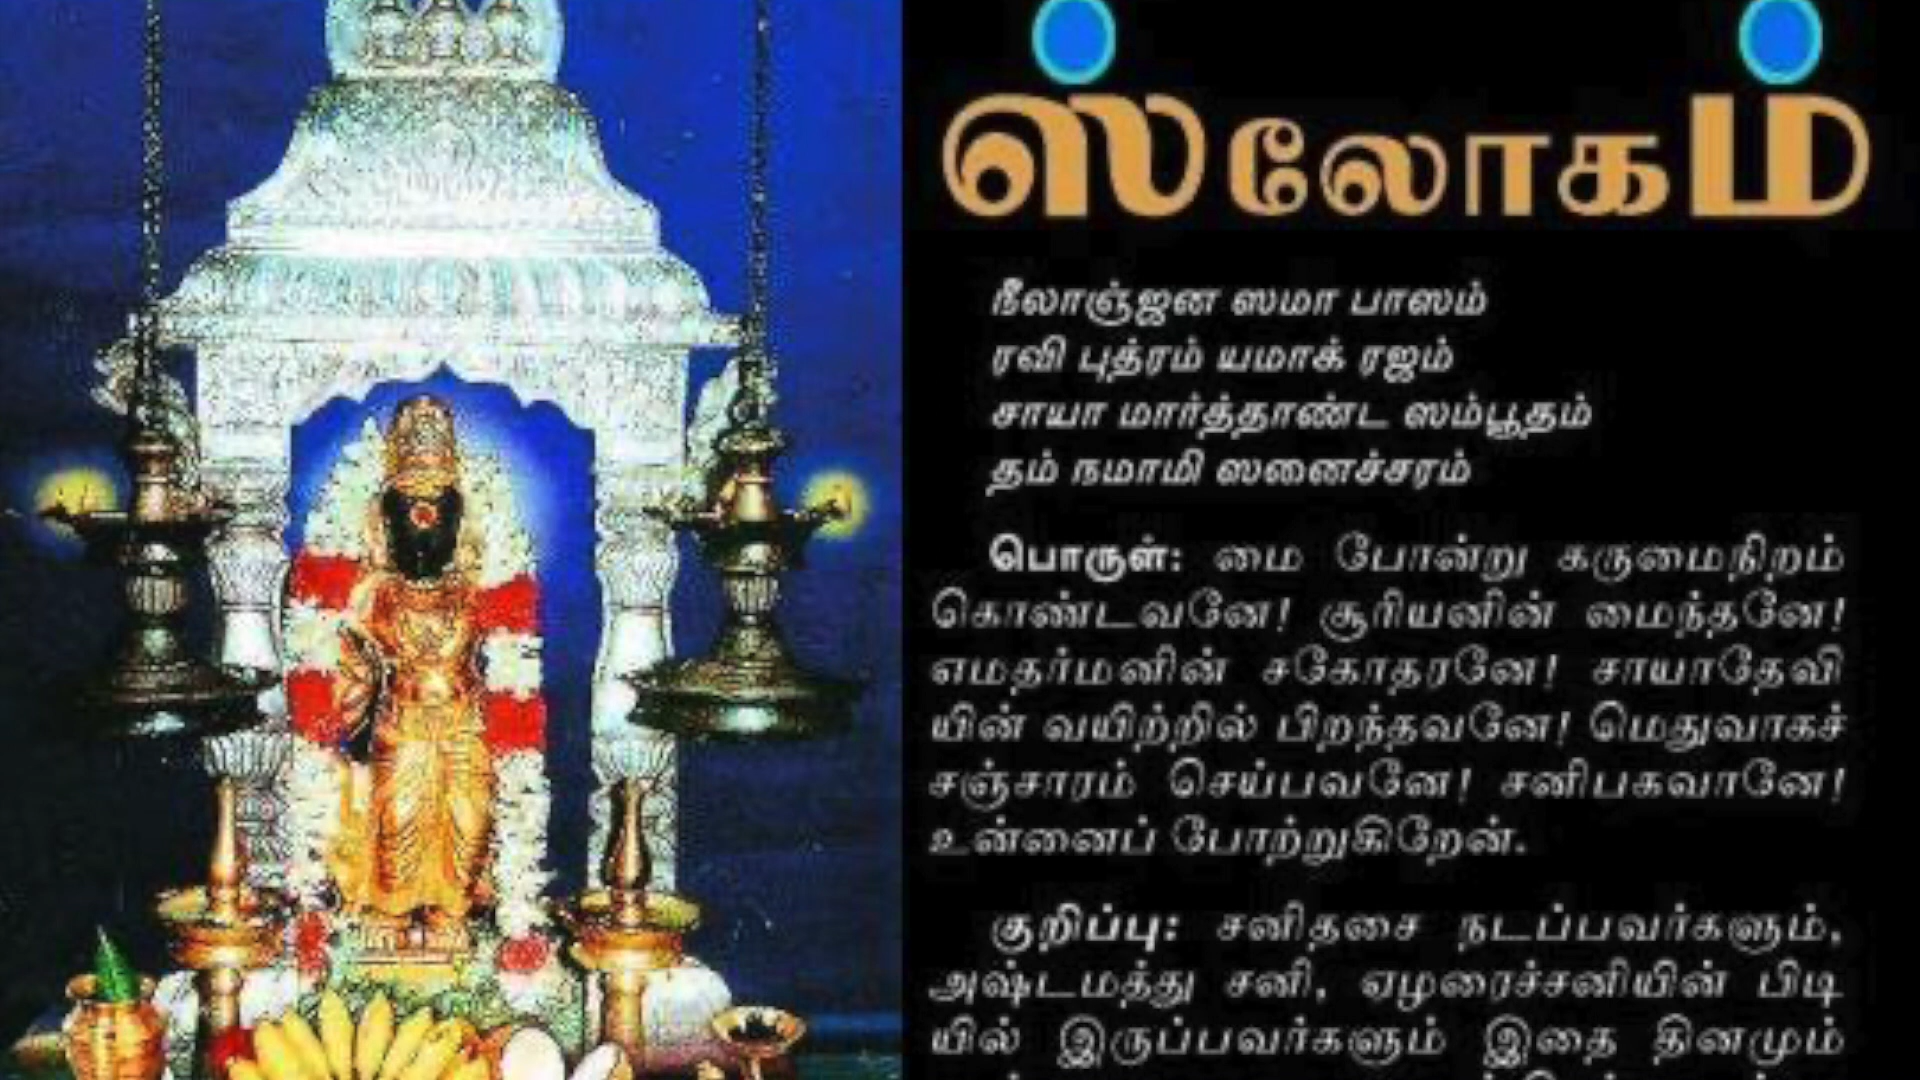 ஸ்லோகம்
நீலாஞ்ஜன ஸமா பாஸம்
ரவி புத்ரம் யமாக் ரஜம்
சாயா மார்த்தாண்ட ஸம்பூதம்
தம் நமாமி ஸனைச்சரம்
பொருள்: மை போன்று கருமைநிறம்
கொண்டவனே! சூரியனின் மைந்தனே!
எமதர்மனின் சகோதரனே! சாயாதேவி
யின் வயிற்றில் பிறந்தவனே! மெதுவாகச்
சஞ்சாரம் செய்பவனே! சனிபகவானே!
உன்னைப் போற்றுகிறேன்.
குறிப்பு: சனிதசை நடப்பவர்களும்,
அஷ்டமத்து சனி, ஏழரைச்சனியின் பிடி
யில் இருப்பவர்களும் இதை தினமும்